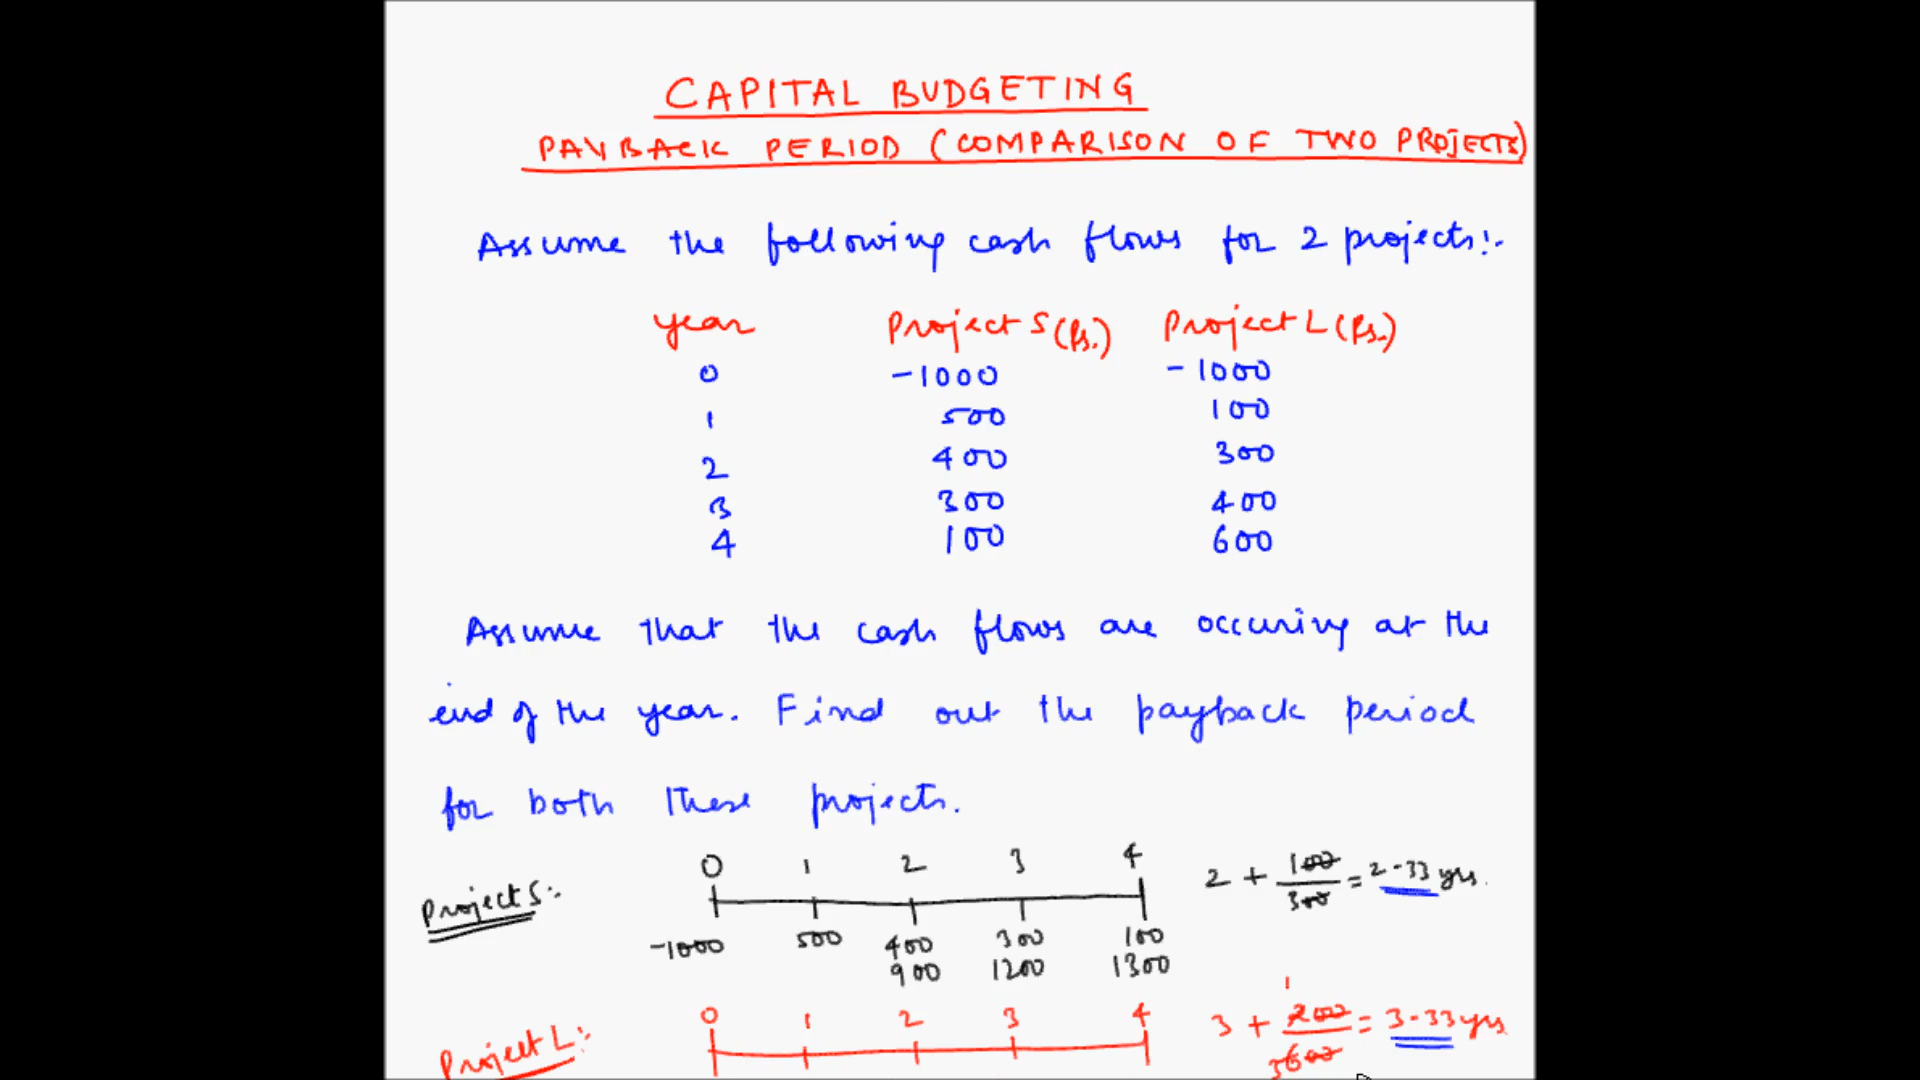 CAPITAL BUDGETING
PAYBACK PERIOD (COMPARISON OF TWO PROJECTS)
Assume the following cash flows for 2 projects:-
year Project S (Rs.) Project L (Rs.)
0 -1000 -1000
1 500 100
2 400 300
3 300 400
4 100 600
Assume that the cash flows are occuring at the
end of the year. Find out the payback period
for both these projects.
0 1 2 3 4
Project S:- 2 + 100/300 = 2.33 yrs.
-1000 500 400 300 100
900 1200 1300
0 1 2 3 4
Project L:- 3 + 200/600 = 3.33 yrs
1
3